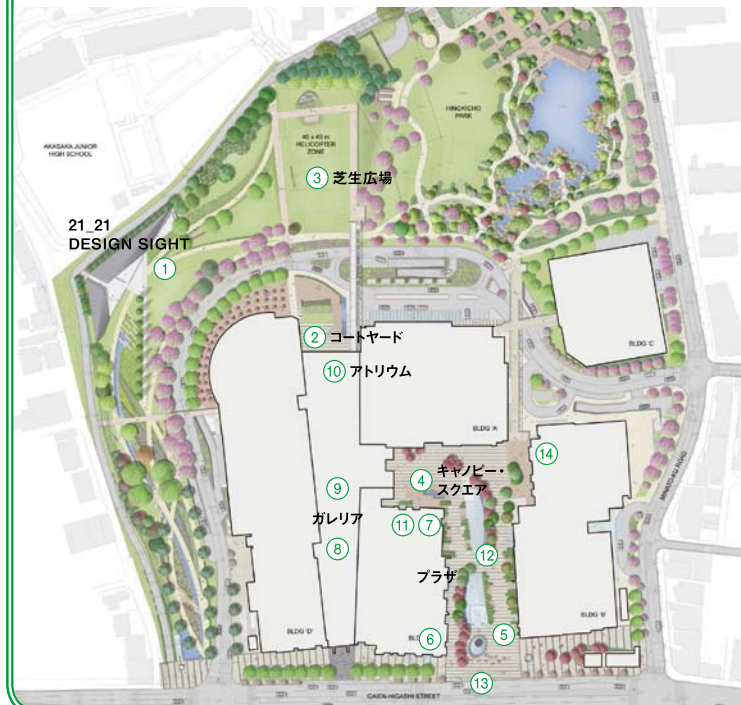 AKASAKA JUNIOR
HIGH SCHOOL
40 x 40 m
HELICOPTER
ZONE
HINOKICHO
PARK
③ 芝生広場
21_21
DESIGN SIGHT
①
② コートヤード
⑩ アトリウム
BLDG 'C'
BLDG 'A'
④ キャノピー・
スクエア
⑭
MINATO-KU ROAD
⑨
ガレリア
⑪ ⑦
⑧
⑫
プラザ
⑥
⑤
BLDG 'D'
BLDG
BLDG 'B'
⑬
GAIEN-HIGASHI STREET